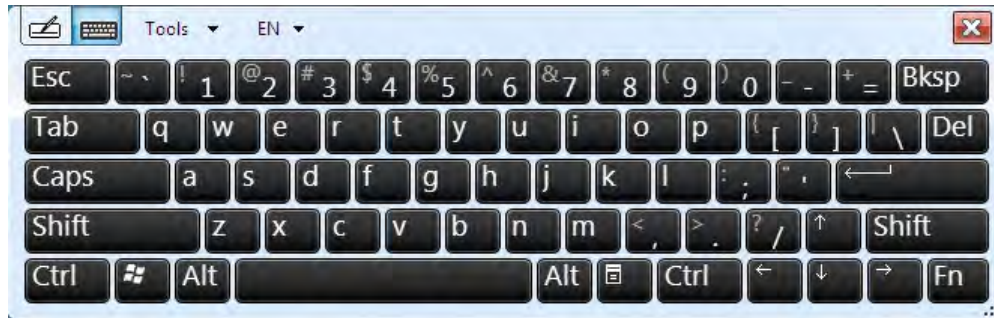 Tools EN
Esc ~ ` ! 1 @ 2 # 3 $ 4 % 5 ^ 6 & 7 * 8 ( 9 ) 0 _ - + = Bksp
Tab q w e r t y u i o p { [ } ] | \ Del
Caps a s d f g h j k l : ; " '
Shift z x c v b n m < , > . ? / ↑ Shift
Ctrl Alt Alt Ctrl ← ↓ → Fn